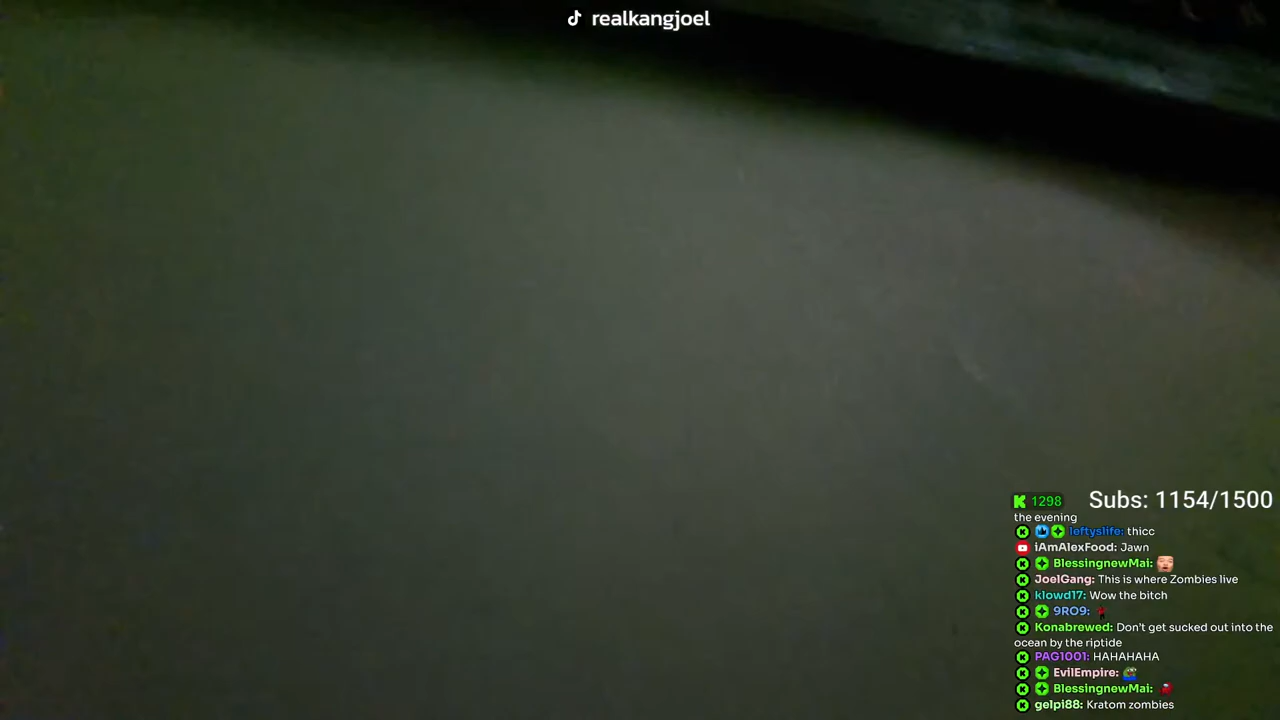 realkangjoel
1298 Subs: 1154/1500
the evening
leftyslife: thicc
iAmAlexFood: Jawn
BlessingnewMai:
JoelGang: This is where Zombies live
klowd17: Wow the bitch
9RO9:
Konabrewed: Don't get sucked out into the
ocean by the riptide
PAG1001: HAHAHAHA
EvilEmpire:
BlessingnewMai:
gelpi88: Kratom zombies